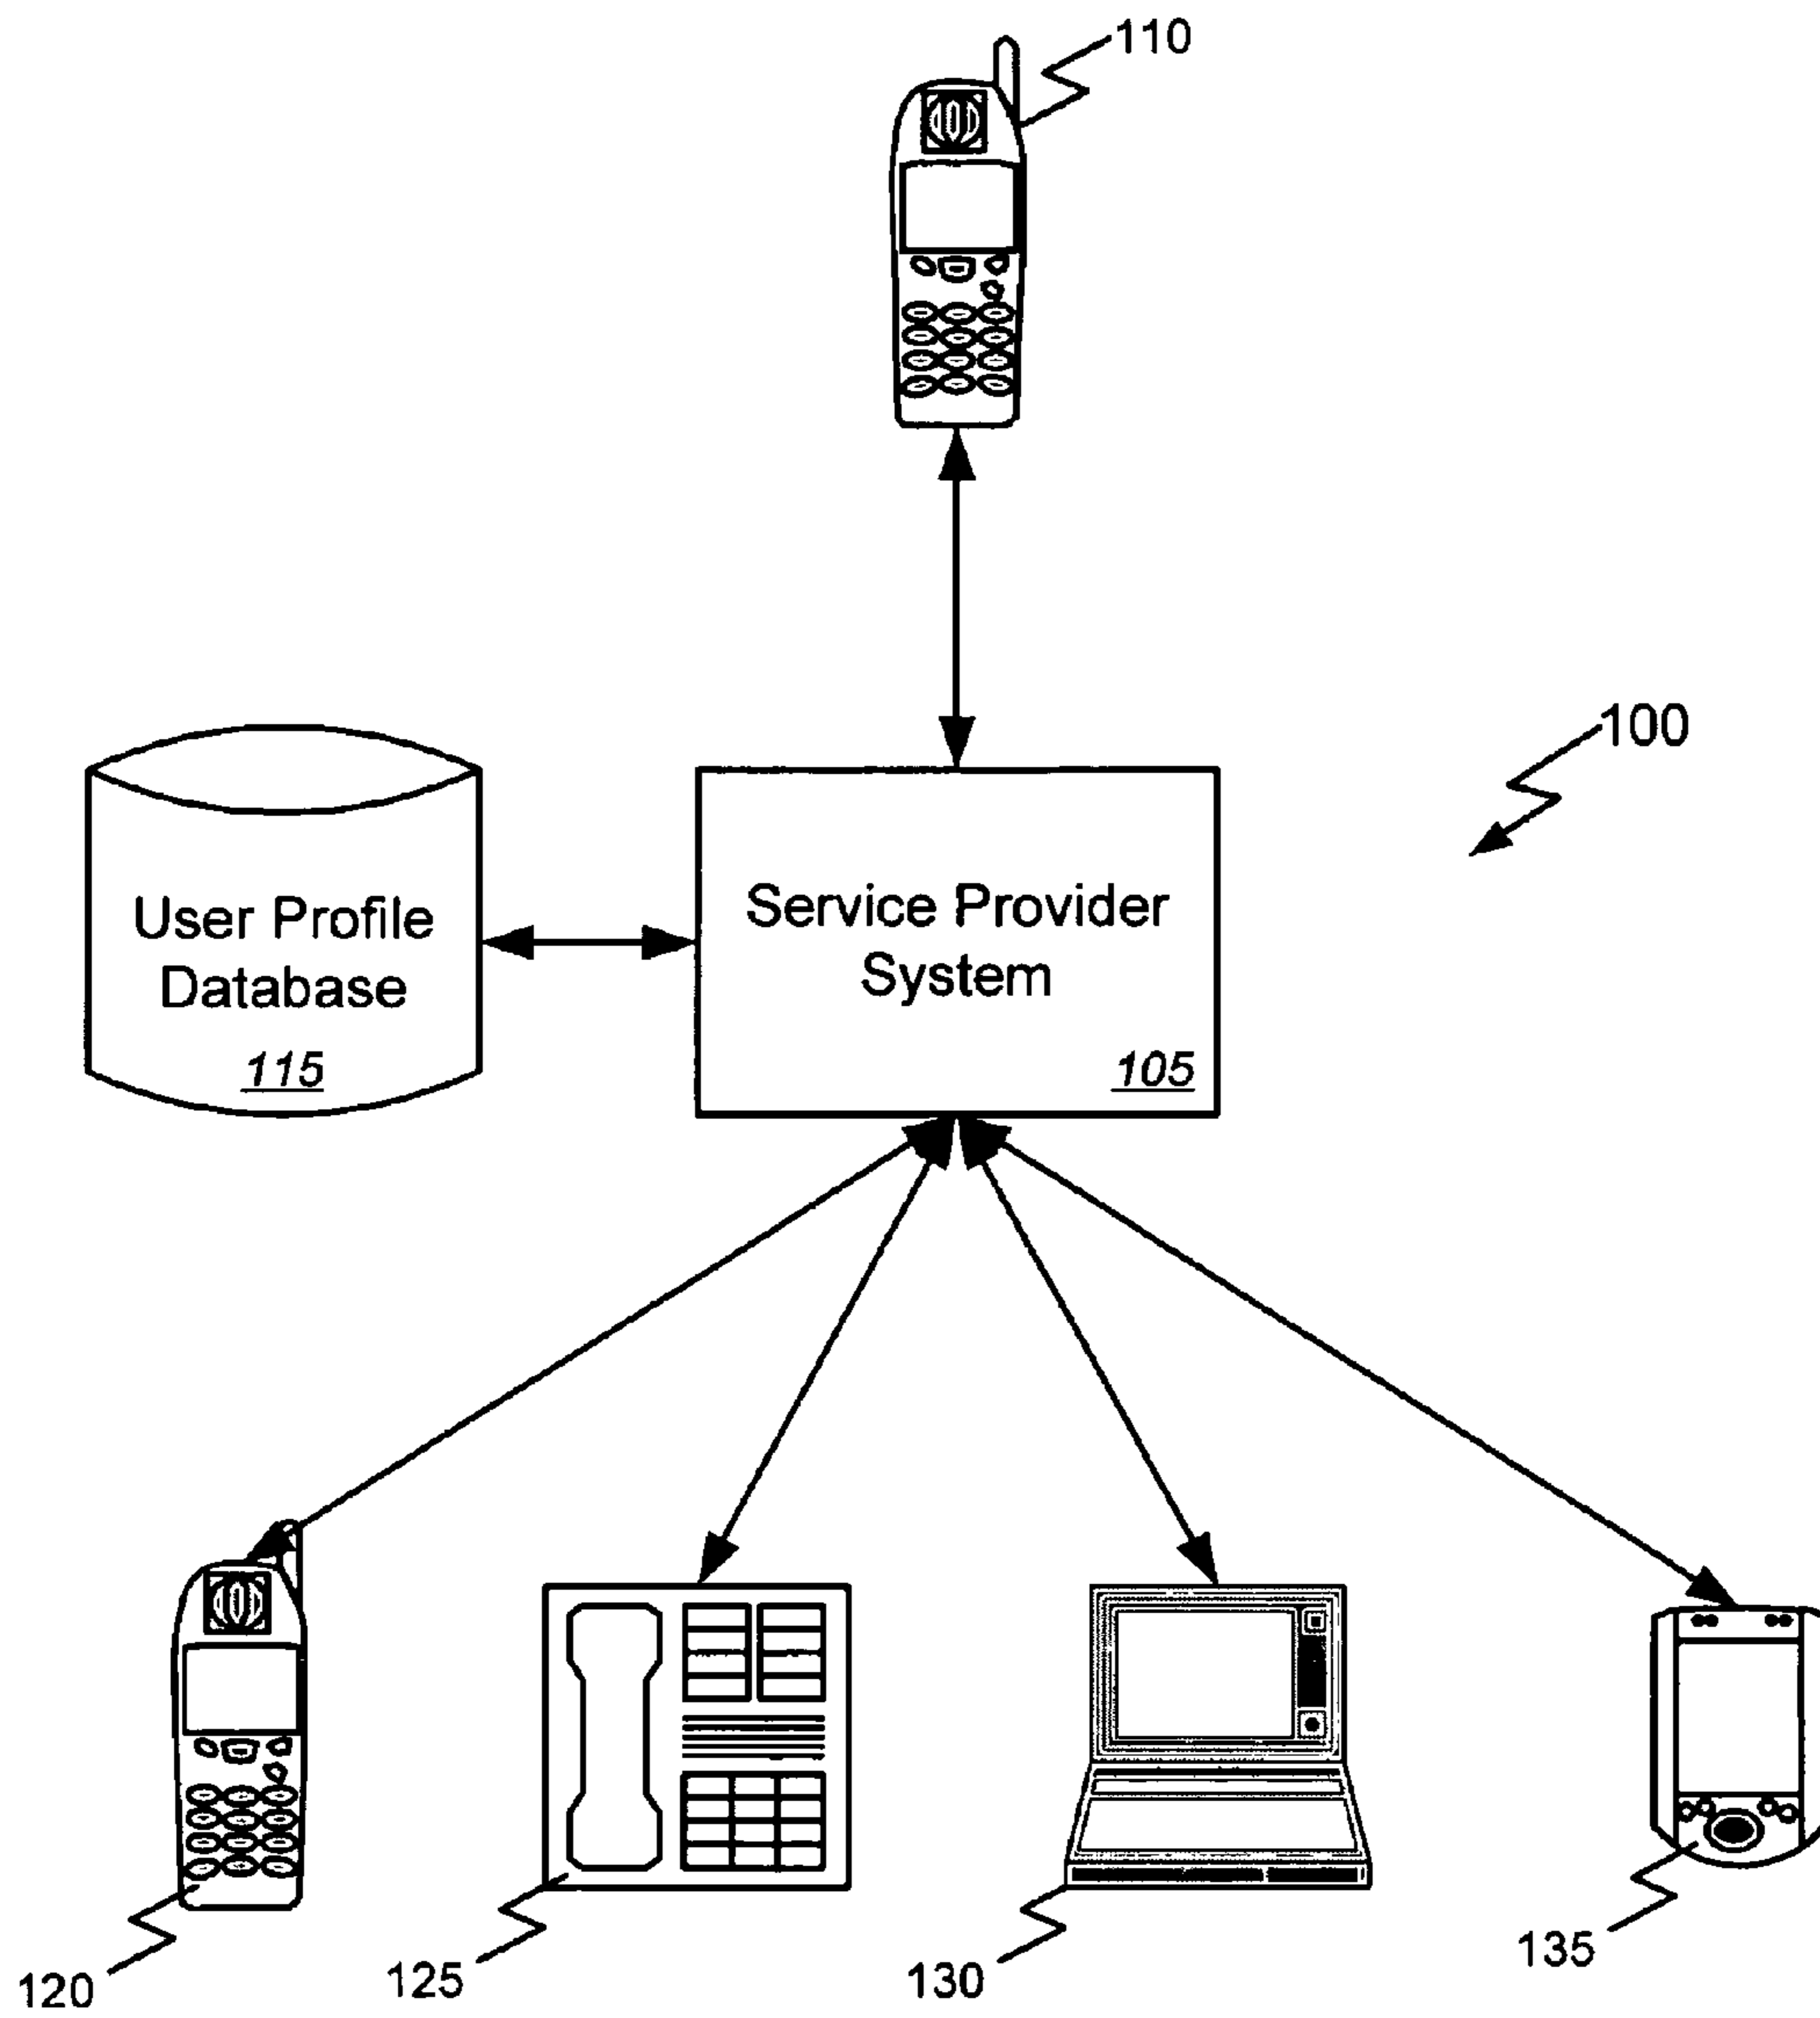 110
100
User Profile
Database
115
Service Provider
System
105
120
125
130
135